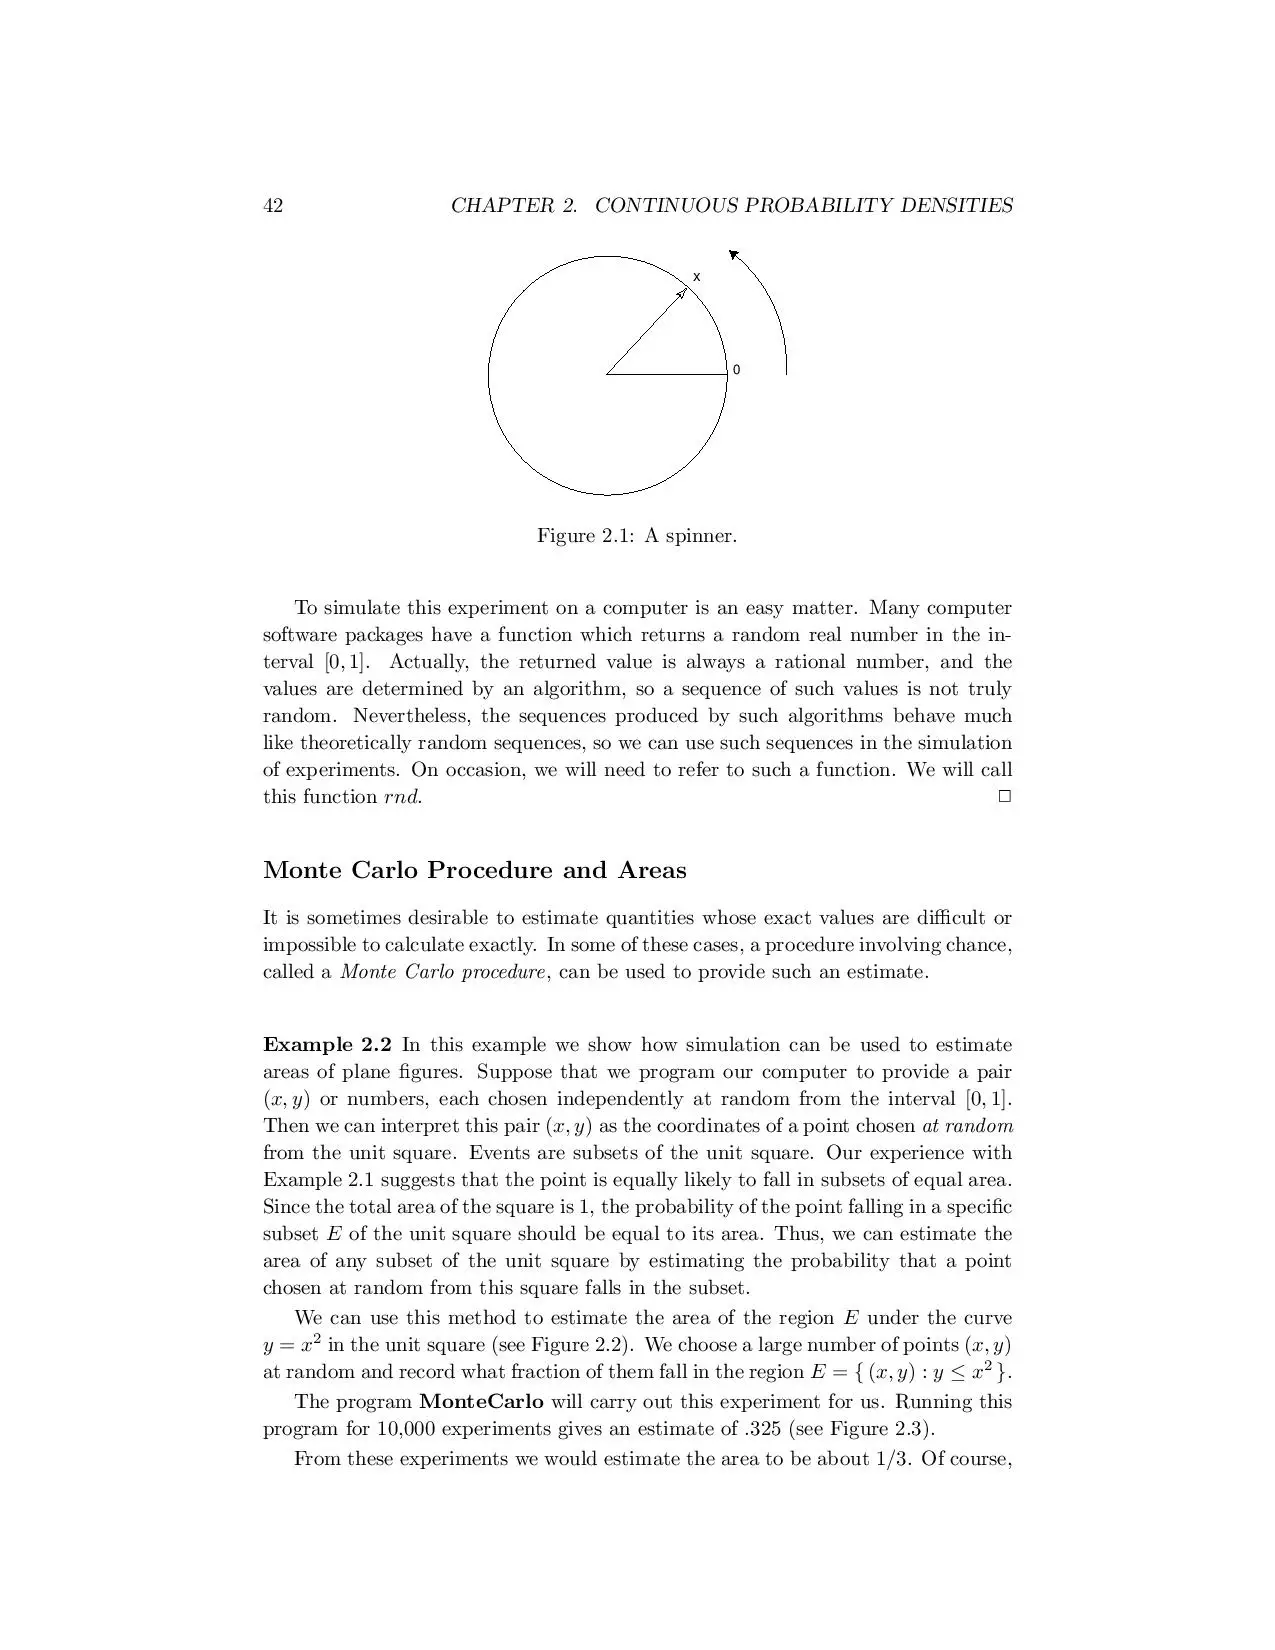 42 CHAPTER 2. CONTINUOUS PROBABILITY DENSITIES
x
0
Figure 2.1: A spinner.
To simulate this experiment on a computer is an easy matter. Many computer
software packages have a function which returns a random real number in the in-
terval [0, 1]. Actually, the returned value is always a rational number, and the
values are determined by an algorithm, so a sequence of such values is not truly
random. Nevertheless, the sequences produced by such algorithms behave much
like theoretically random sequences, so we can use such sequences in the simulation
of experiments. On occasion, we will need to refer to such a function. We will call
this function rnd. □
Monte Carlo Procedure and Areas
It is sometimes desirable to estimate quantities whose exact values are difficult or
impossible to calculate exactly. In some of these cases, a procedure involving chance,
called a Monte Carlo procedure, can be used to provide such an estimate.
Example 2.2 In this example we show how simulation can be used to estimate
areas of plane figures. Suppose that we program our computer to provide a pair
(x, y) or numbers, each chosen independently at random from the interval [0, 1].
Then we can interpret this pair (x, y) as the coordinates of a point chosen at random
from the unit square. Events are subsets of the unit square. Our experience with
Example 2.1 suggests that the point is equally likely to fall in subsets of equal area.
Since the total area of the square is 1, the probability of the point falling in a specific
subset E of the unit square should be equal to its area. Thus, we can estimate the
area of any subset of the unit square by estimating the probability that a point
chosen at random from this square falls in the subset.
We can use this method to estimate the area of the region E under the curve
y = x² in the unit square (see Figure 2.2). We choose a large number of points (x, y)
at random and record what fraction of them fall in the region E = { (x, y) : y ≤ x² }.
The program MonteCarlo will carry out this experiment for us. Running this
program for 10,000 experiments gives an estimate of .325 (see Figure 2.3).
From these experiments we would estimate the area to be about 1/3. Of course,